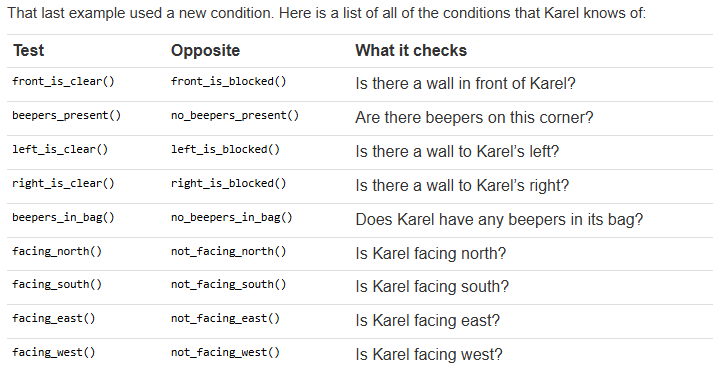 That last example used a new condition. Here is a list of all of the conditions that Karel knows of:
Test Opposite What it checks
front_is_clear() front_is_blocked() Is there a wall in front of Karel?
beepers_present() no_beepers_present() Are there beepers on this corner?
left_is_clear() left_is_blocked() Is there a wall to Karel’s left?
right_is_clear() right_is_blocked() Is there a wall to Karel’s right?
beepers_in_bag() no_beepers_in_bag() Does Karel have any beepers in its bag?
facing_north() not_facing_north() Is Karel facing north?
facing_south() not_facing_south() Is Karel facing south?
facing_east() not_facing_east() Is Karel facing east?
facing_west() not_facing_west() Is Karel facing west?